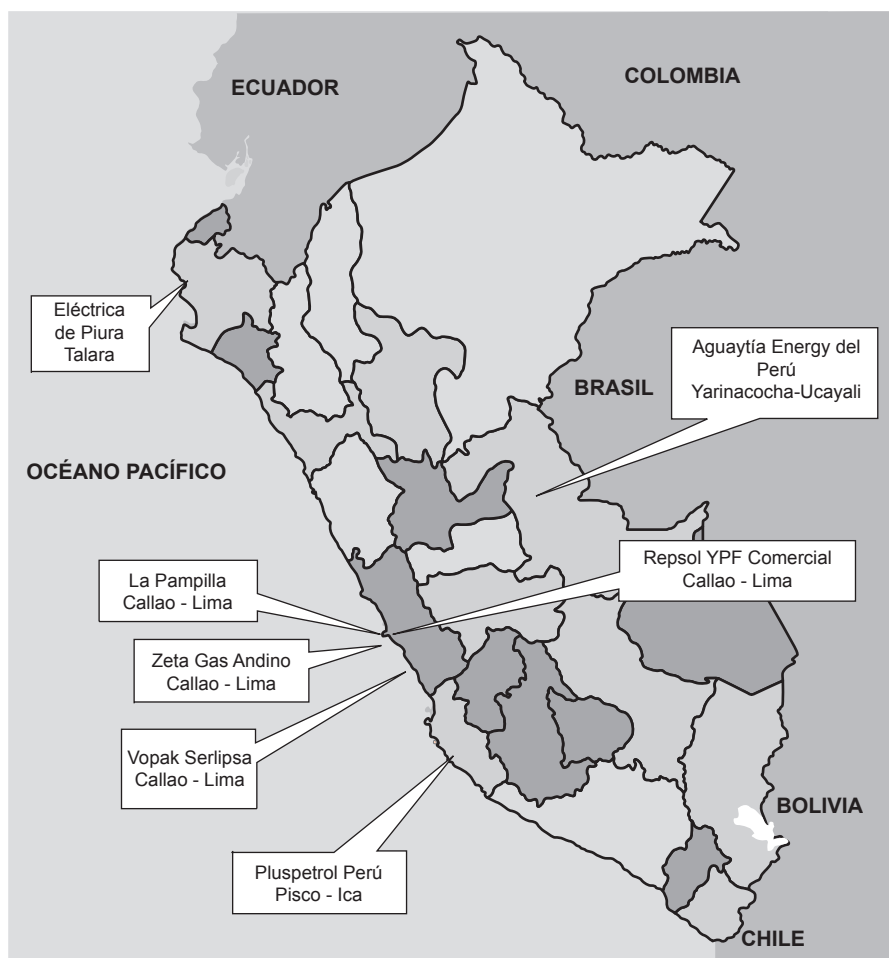 ECUADOR
COLOMBIA
Eléctrica
de Piura
Talara
Aguaytía Energy del
Perú
Yarinacocha-Ucayali
BRASIL
OCÉANO PACÍFICO
La Pampilla
Callao - Lima
Repsol YPF Comercial
Callao - Lima
Zeta Gas Andino
Callao - Lima
Vopak Serlipsa
Callao - Lima
BOLIVIA
Pluspetrol Perú
Pisco - Ica
CHILE